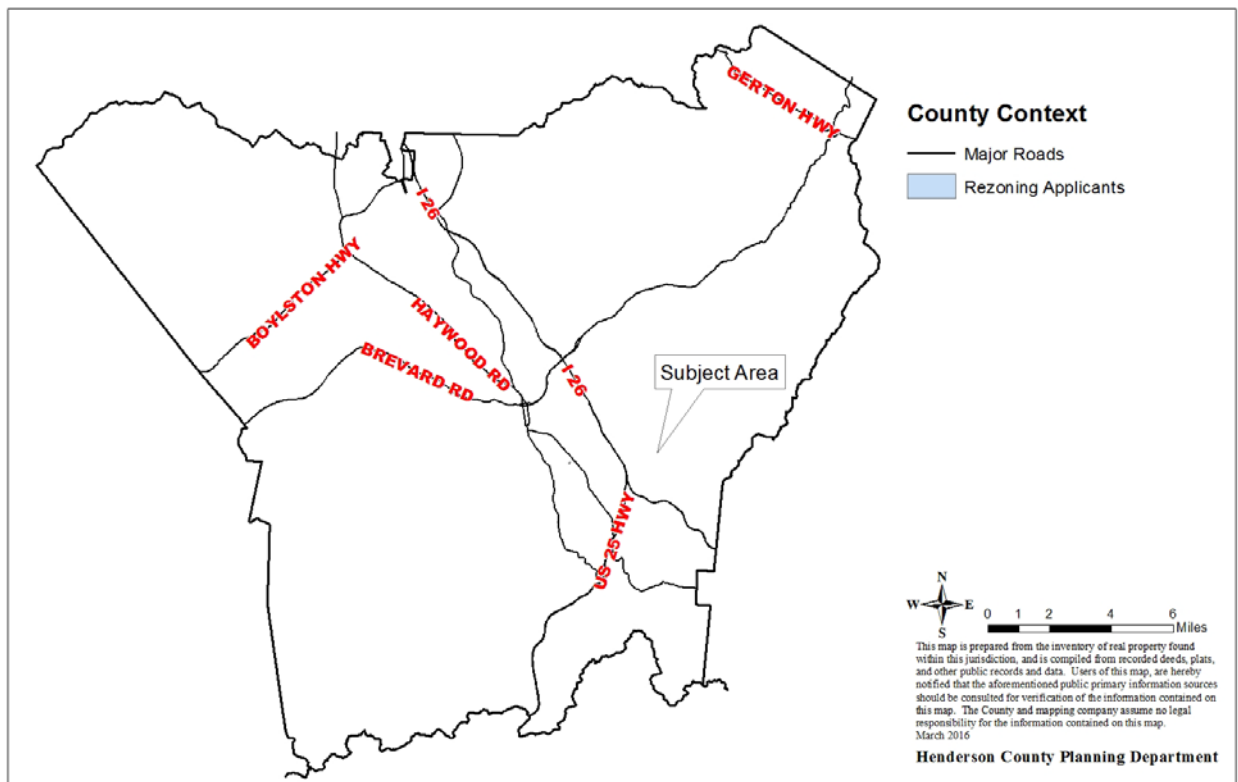 GERTON HWY
County Context
Major Roads
Rezoning Applicants
I 26
BOYLSTON HWY
HAYWOOD RD
BREVARD RD
I 26
Subject Area
US 25 HWY
N
W E
S
0 1 2 4 6
Miles
This map is prepared from the inventory of real property found
within this jurisdiction, and is compiled from recorded deeds, plats,
and other public records and data. Users of this map, are hereby
notified that the aforementioned public primary information sources
should be consulted for verification of the information contained on
this map. The County and mapping company assume no legal
responsibility for the information contained on this map.
March 2016
Henderson County Planning Department